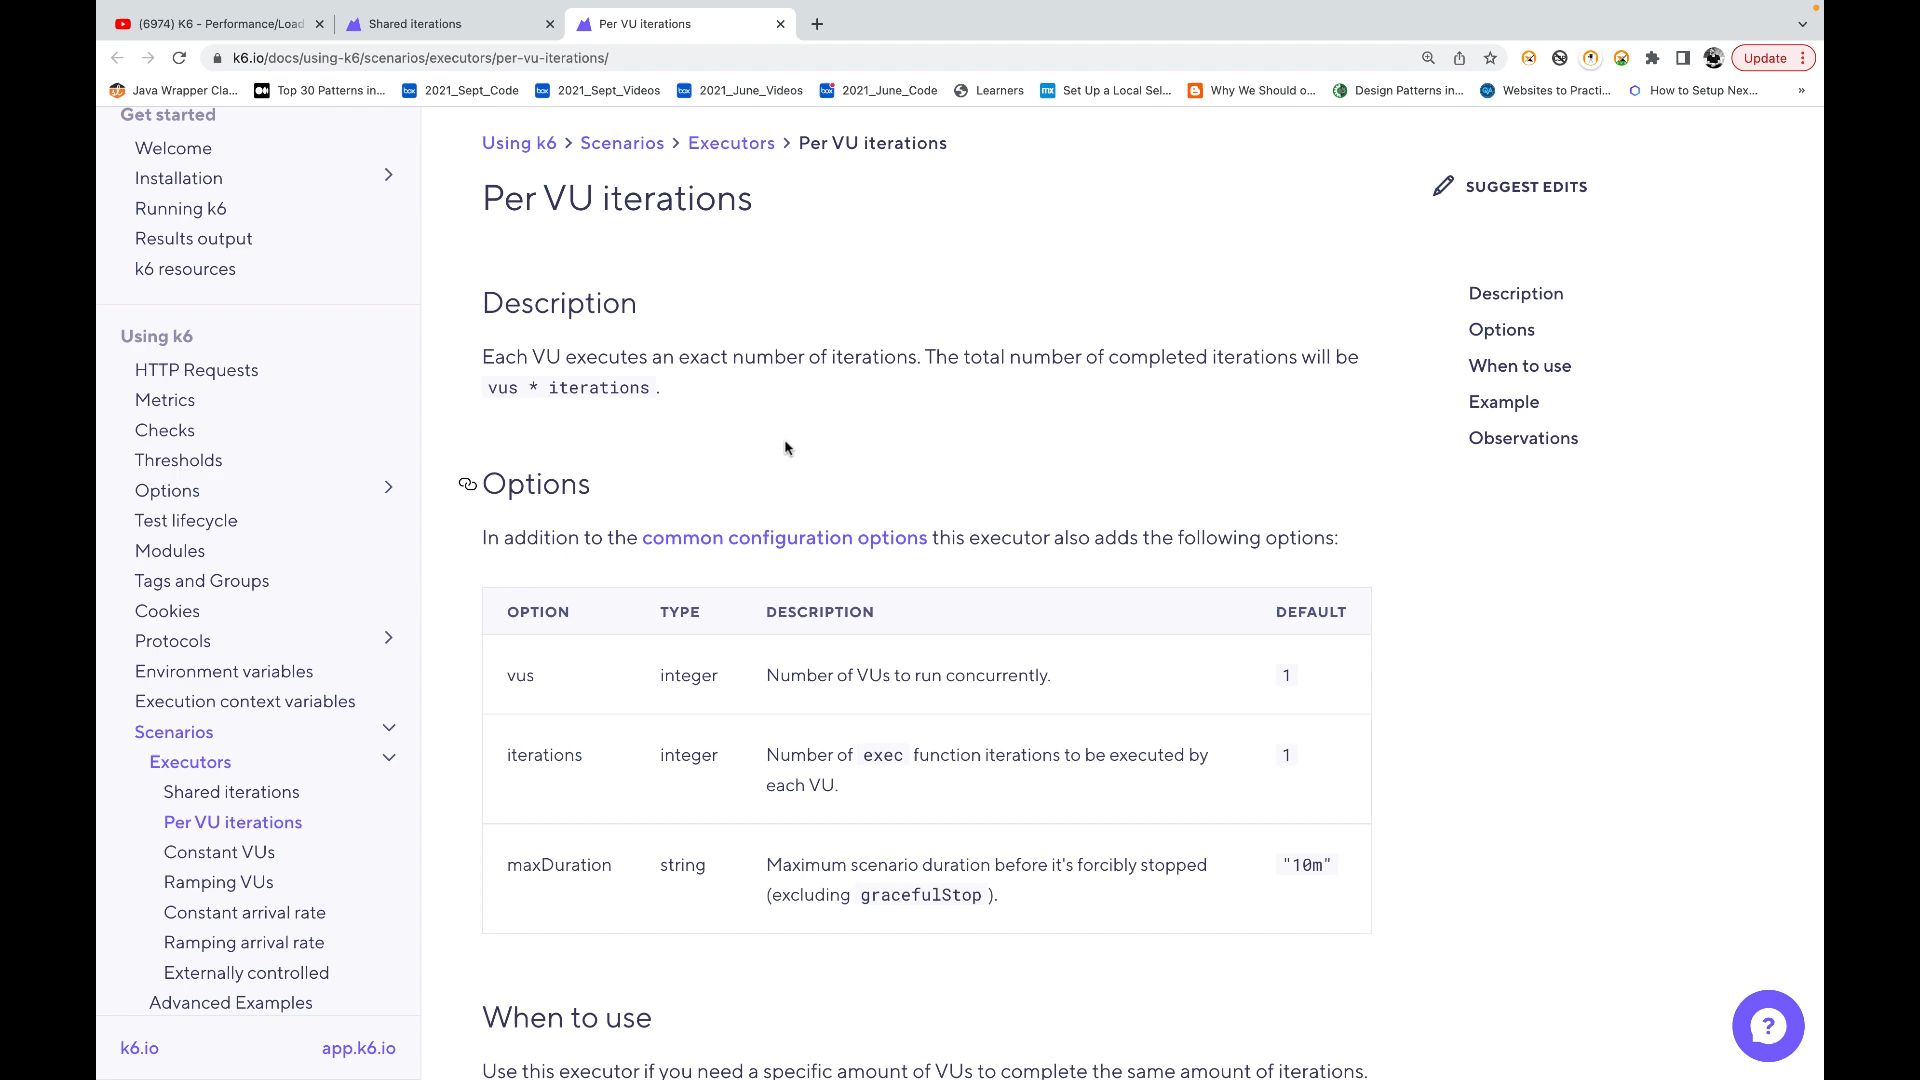 (6974) K6 - Performance/Load
Shared iterations
Per VU iterations
k6.io/docs/using-k6/scenarios/executors/per-vu-iterations/
Update
Java Wrapper Cla...
Top 30 Patterns in...
2021_Sept_Code
2021_Sept_Videos
2021_June_Videos
2021_June_Code
Learners
Set Up a Local Sel...
Why We Should o...
Design Patterns in...
Websites to Practi...
How to Setup Nex...
»
Get started
Welcome
Installation
Running k6
Results output
k6 resources
Using k6
HTTP Requests
Metrics
Checks
Thresholds
Options
Test lifecycle
Modules
Tags and Groups
Cookies
Protocols
Environment variables
Execution context variables
Scenarios
Executors
Shared iterations
Per VU iterations
Constant VUs
Ramping VUs
Constant arrival rate
Ramping arrival rate
Externally controlled
Advanced Examples
k6.io
app.k6.io
Using k6 > Scenarios > Executors > Per VU iterations
Per VU iterations
SUGGEST EDITS
Description
Each VU executes an exact number of iterations. The total number of completed iterations will be
vus * iterations .
Options
In addition to the common configuration options this executor also adds the following options:
OPTION TYPE DESCRIPTION DEFAULT
vus integer Number of VUs to run concurrently. 1
iterations integer Number of exec function iterations to be executed by 1
each VU.
maxDuration string Maximum scenario duration before it's forcibly stopped "10m"
(excluding gracefulStop ).
When to use
Use this executor if you need a specific amount of VUs to complete the same amount of iterations.
Description
Options
When to use
Example
Observations
?